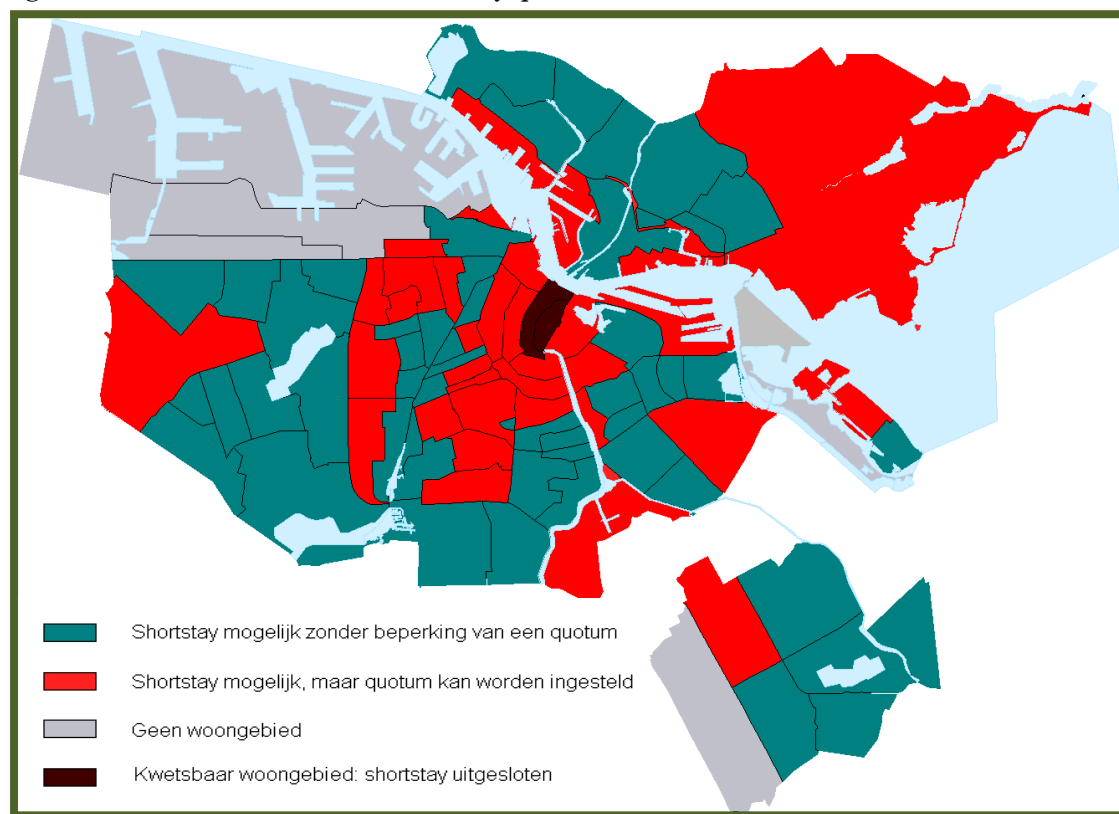 Shortstay mogelijk zonder beperking van een quotum
Shortstay mogelijk, maar quotum kan worden ingesteld
Geen woongebied
Kwetsbaar woongebied: shortstay uitgesloten